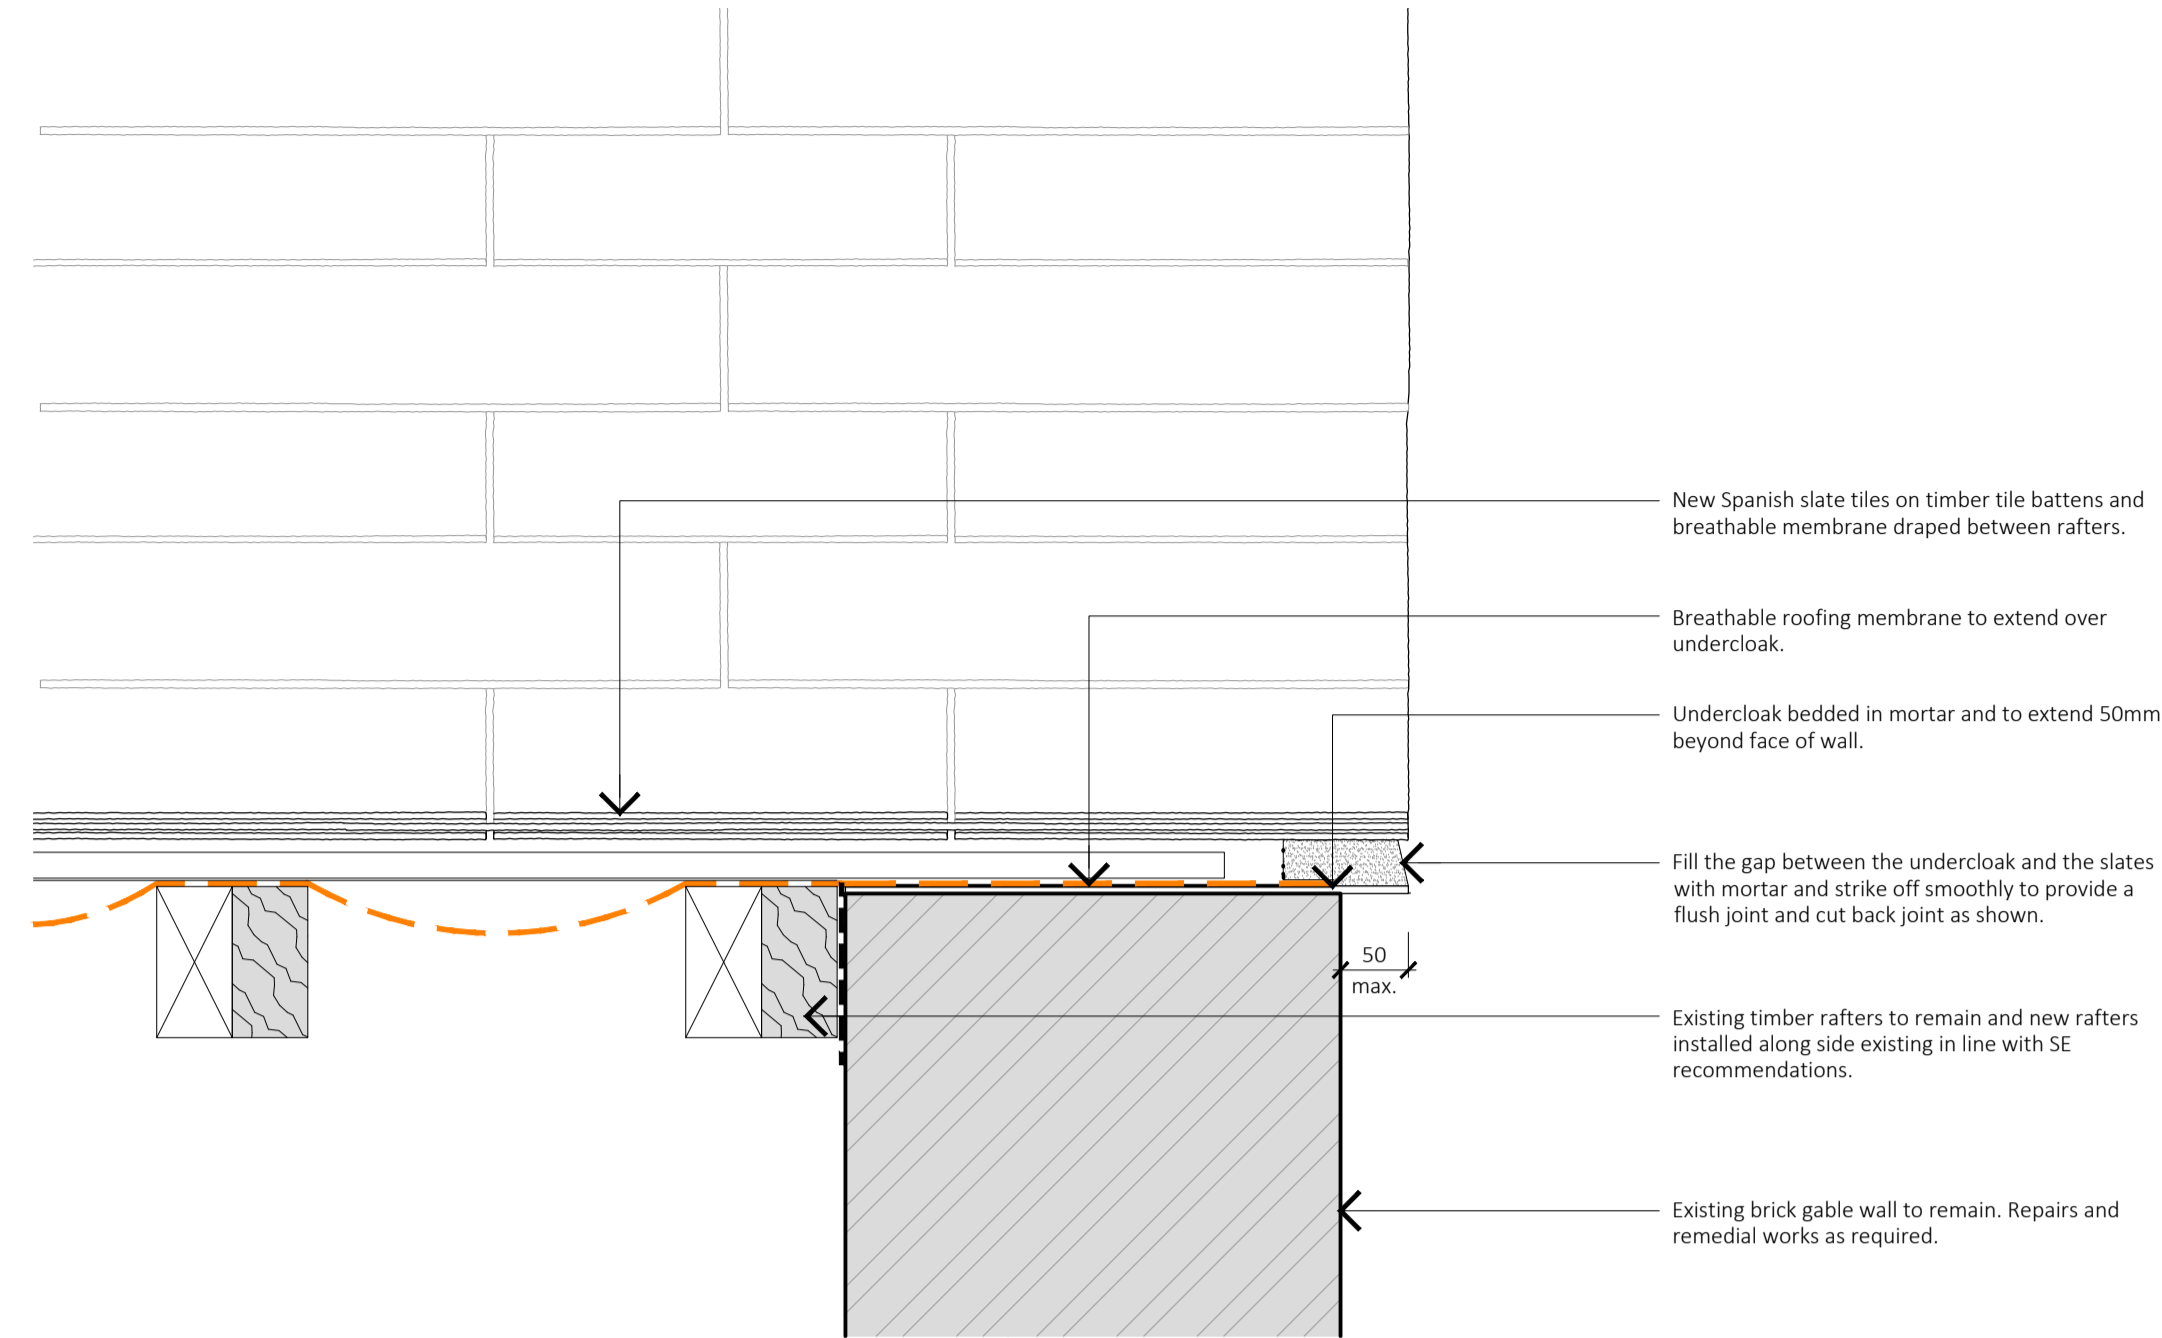 New Spanish slate tiles on timber tile battens and
breathable membrane draped between rafters.
Breathable roofing membrane to extend over
undercloak.
Undercloak bedded in mortar and to extend 50mm
beyond face of wall.
Fill the gap between the undercloak and the slates
with mortar and strike off smoothly to provide a
flush joint and cut back joint as shown.
50
max.
Existing timber rafters to remain and new rafters
installed along side existing in line with SE
recommendations.
Existing brick gable wall to remain. Repairs and
remedial works as required.